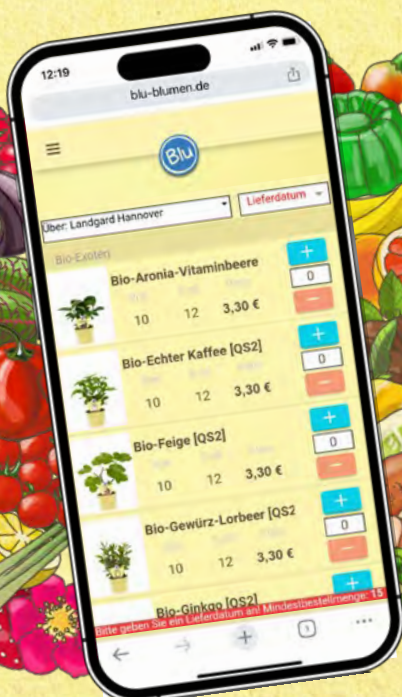 12:19
blu-blumen.de
Blu
Über: Landgard Hannover
Lieferdatum
Bio-Exoten
Bio-Aronia-Vitaminbeere
10 12 3,30 €
+
0
−
Bio-Echter Kaffee [QS2]
10 12 3,30 €
+
0
−
Bio-Feige [QS2]
10 12 3,30 €
+
0
−
Bio-Gewürz-Lorbeer [QS2
10 12 3,30 €
+
0
−
Bio-Ginkgo [QS2]
+
Bitte geben Sie ein Lieferdatum an! Mindestbestellmenge: 15
1